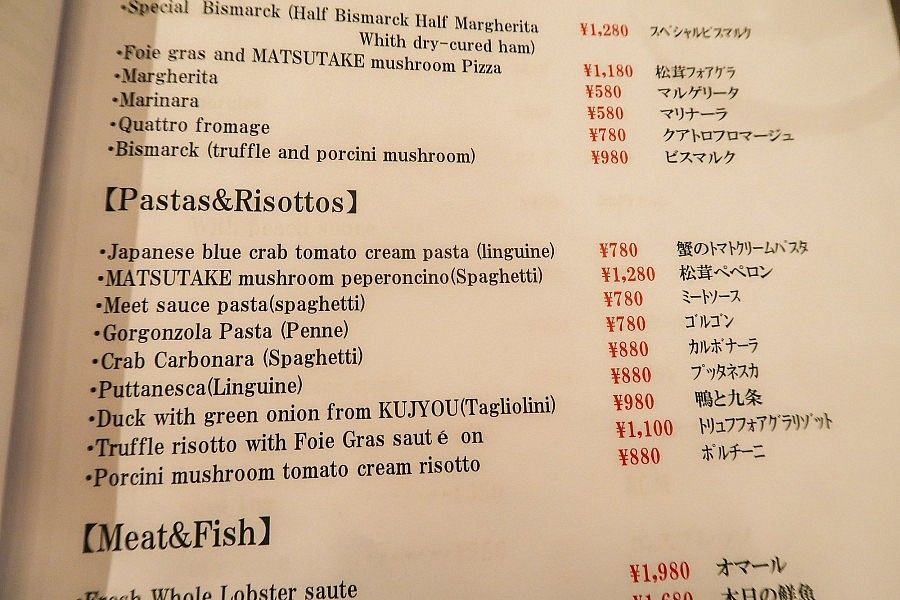 ・Special Bismarck (Half Bismarck Half Margherita ¥1,280 スペシャルビスマルク
Whith dry-cured ham)
・Foie gras and MATSUTAKE mushroom Pizza ¥1,180 松茸フォアグラ
・Margherita ¥580 マルゲリータ
・Marinara ¥580 マリナーラ
・Quattro fromage ¥780 クアトロフロマージュ
・Bismarck (truffle and porcini mushroom) ¥980 ビスマルク
【Pastas&Risottos】
・Japanese blue crab tomato cream pasta (linguine) ¥780 蟹のトマトクリームパスタ
・MATSUTAKE mushroom peperoncino(Spaghetti) ¥1,280 松茸ペペロン
・Meet sauce pasta(spaghetti) ¥780 ミートソース
・Gorgonzola Pasta (Penne) ¥780 ゴルゴン
・Crab Carbonara (Spaghetti) ¥880 カルボナーラ
・Puttanesca(Linguine) ¥880 プッタネスカ
・Duck with green onion from KUJYOU(Tagliolini) ¥980 鴨と九条
・Truffle risotto with Foie Gras sauté on ¥1,100 トリュフフォアグラリゾット
・Porcini mushroom tomato cream risotto ¥880 ポルチーニ
【Meat&Fish】
・Fresh Whole Lobster saute ¥1,980 オマール
¥1,680 本日の鮮魚